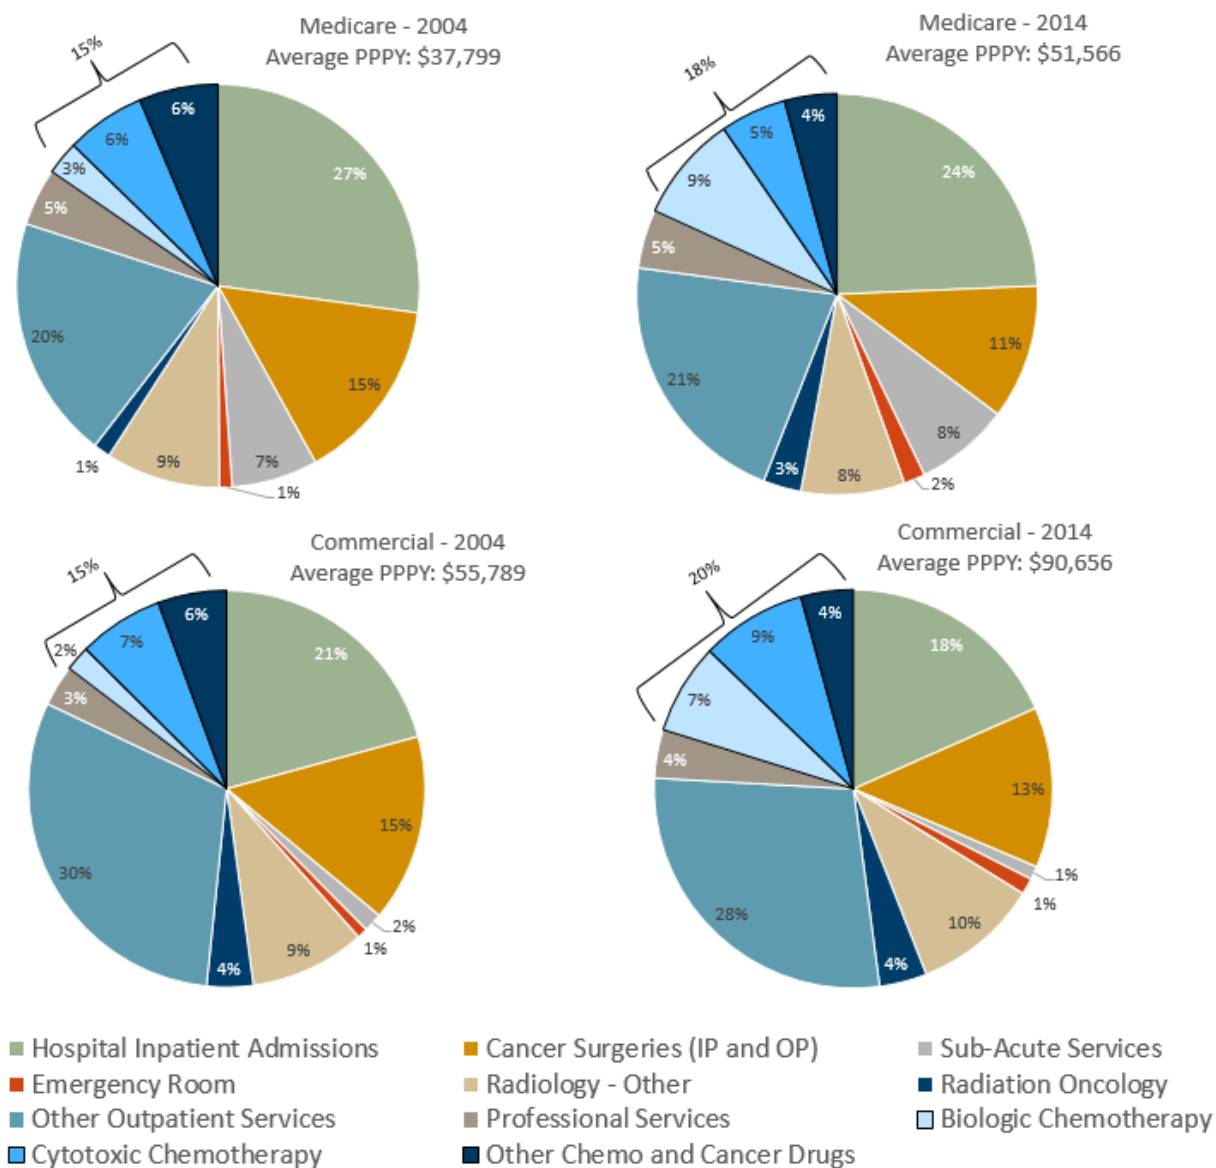 Medicare - 2004
Average PPPY: $37,799
15%
6%
6%
3%
5%
20%
1%
9%
1%
7%
15%
27%
Medicare - 2014
Average PPPY: $51,566
18%
4%
5%
9%
5%
21%
3%
8%
2%
8%
11%
24%
Commercial - 2004
Average PPPY: $55,789
15%
6%
7%
2%
3%
30%
4%
9%
1%
2%
15%
21%
Commercial - 2014
Average PPPY: $90,656
20%
4%
9%
7%
4%
28%
4%
10%
1%
1%
13%
18%
Hospital Inpatient Admissions
Cancer Surgeries (IP and OP)
Sub-Acute Services
Emergency Room
Radiology - Other
Radiation Oncology
Other Outpatient Services
Professional Services
Biologic Chemotherapy
Cytotoxic Chemotherapy
Other Chemo and Cancer Drugs